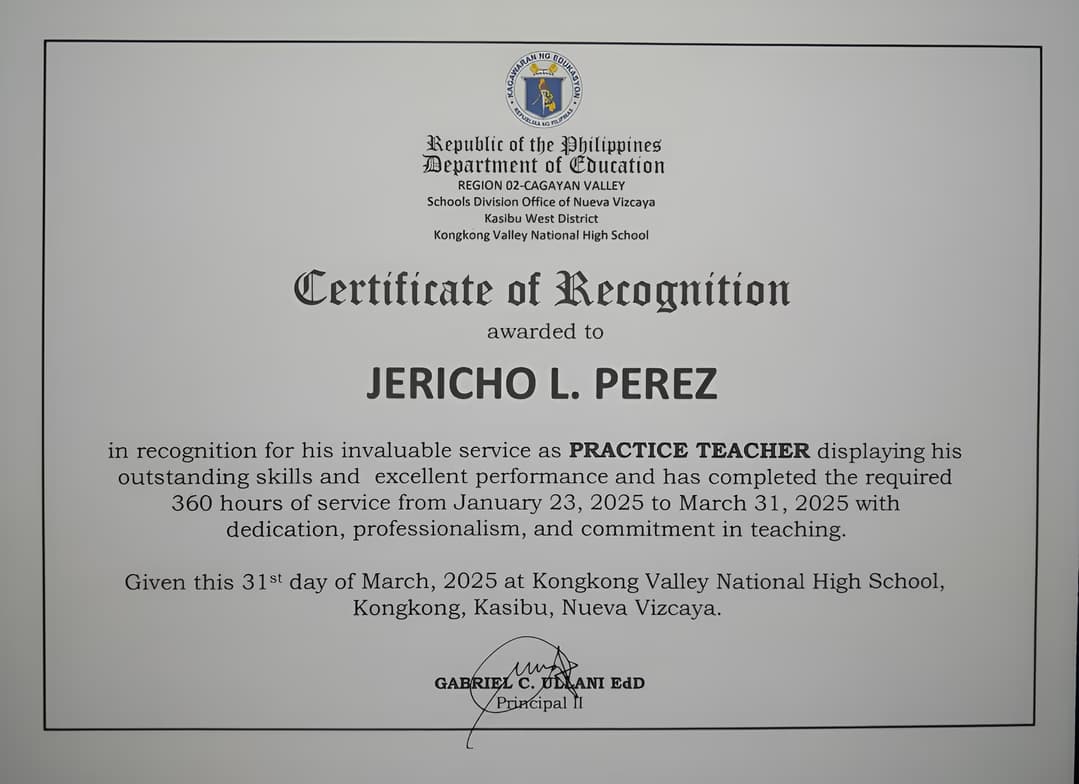 KAGAWARAN NG EDUKASYON
REPUBLIKA NG PILIPINAS
Republic of the Philippines
Department of Education
REGION 02-CAGAYAN VALLEY
Schools Division Office of Nueva Vizcaya
Kasibu West District
Kongkong Valley National High School
Certificate of Recognition
awarded to
JERICHO L. PEREZ
in recognition for his invaluable service as PRACTICE TEACHER displaying his
outstanding skills and excellent performance and has completed the required
360 hours of service from January 23, 2025 to March 31, 2025 with
dedication, professionalism, and commitment in teaching.
Given this 31st day of March, 2025 at Kongkong Valley National High School,
Kongkong, Kasibu, Nueva Vizcaya.
GABRIEL C. ULLANI EdD
Principal II